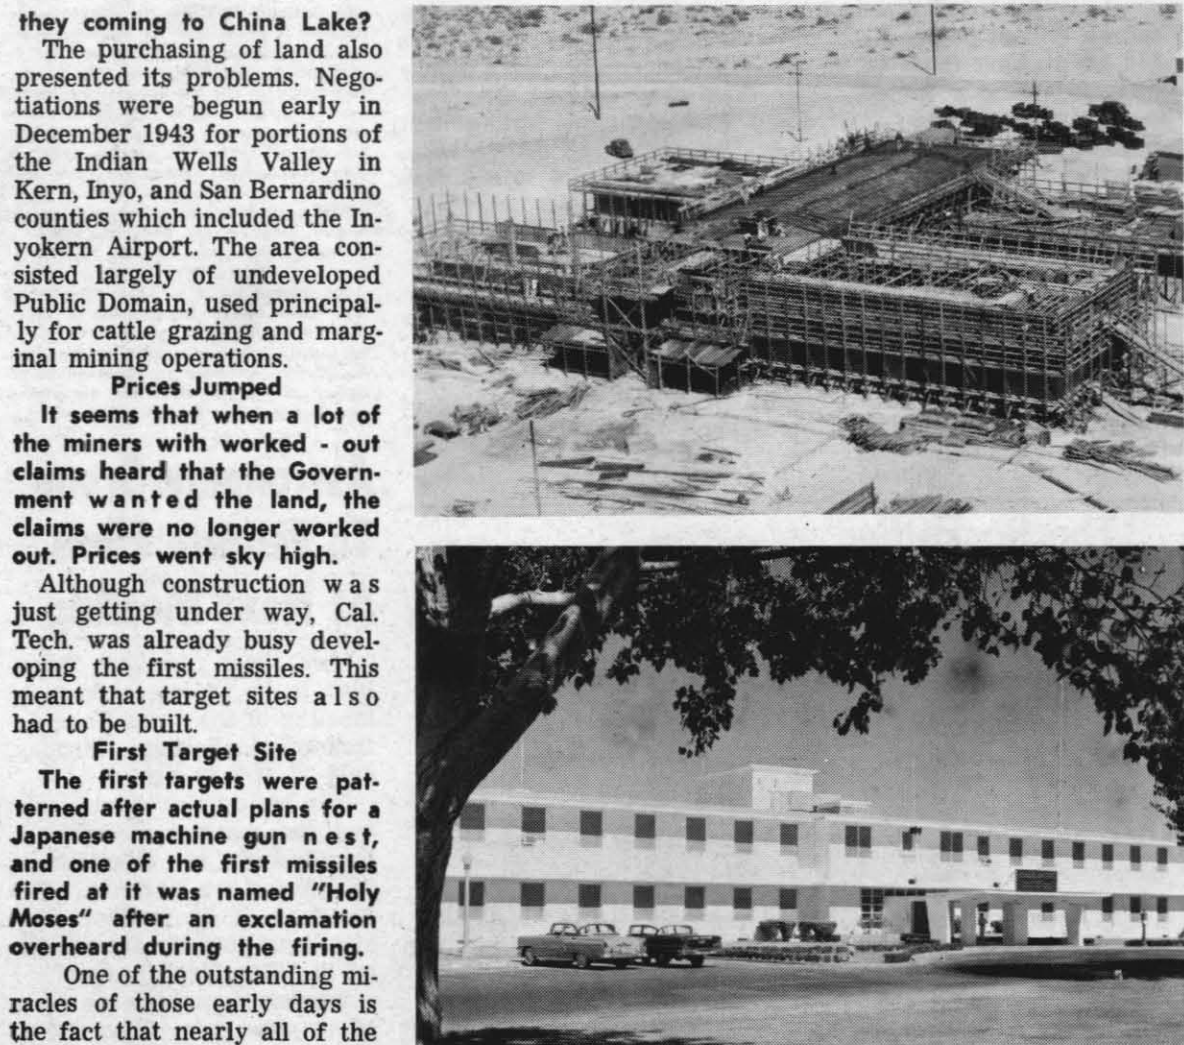 they coming to China Lake?
The purchasing of land also
presented its problems. Nego-
tiations were begun early in
December 1943 for portions of
the Indian Wells Valley in
Kern, Inyo, and San Bernardino
counties which included the In-
yokern Airport. The area con-
sisted largely of undeveloped
Public Domain, used principal-
ly for cattle grazing and marg-
inal mining operations.
Prices Jumped
It seems that when a lot of
the miners with worked - out
claims heard that the Govern-
ment wanted the land, the
claims were no longer worked
out. Prices went sky high.
Although construction was
just getting under way, Cal.
Tech. was already busy devel-
oping the first missiles. This
meant that target sites also
had to be built.
First Target Site
The first targets were pat-
terned after actual plans for a
Japanese machine gun nest,
and one of the first missiles
fired at it was named "Holy
Moses" after an exclamation
overheard during the firing.
One of the outstanding mi-
racles of those early days is
the fact that nearly all of the